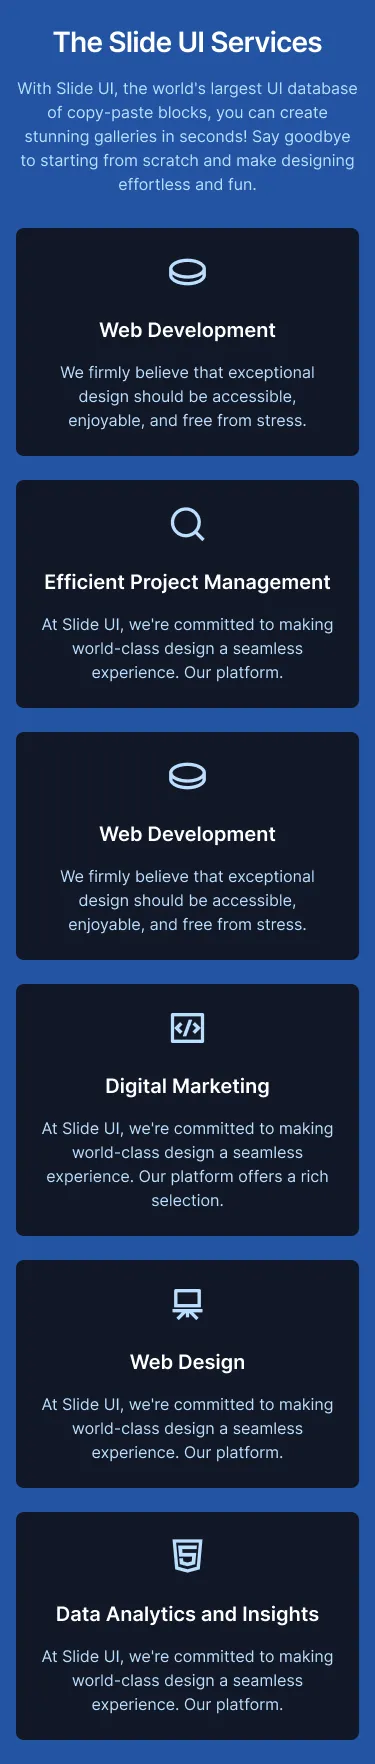 The Slide UI Services
With Slide UI, the world's largest UI database
of copy-paste blocks, you can create
stunning galleries in seconds! Say goodbye
to starting from scratch and make designing
effortless and fun.
Web Development
We firmly believe that exceptional
design should be accessible,
enjoyable, and free from stress.
Efficient Project Management
At Slide UI, we're committed to making
world-class design a seamless
experience. Our platform.
Web Development
We firmly believe that exceptional
design should be accessible,
enjoyable, and free from stress.
Digital Marketing
At Slide UI, we're committed to making
world-class design a seamless
experience. Our platform offers a rich
selection.
Web Design
At Slide UI, we're committed to making
world-class design a seamless
experience. Our platform.
Data Analytics and Insights
At Slide UI, we're committed to making
world-class design a seamless
experience. Our platform.